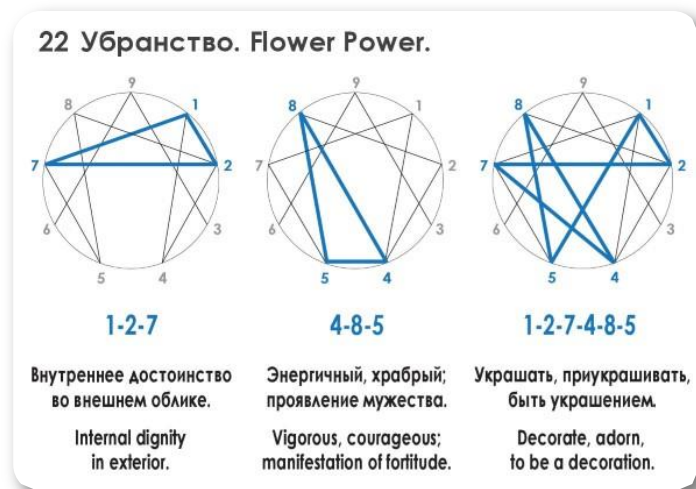 22 Убранство. Flower Power.
9
8
1
7
2
6
3
5
4
1-2-7
Внутреннее достоинство
во внешнем облике.
Internal dignity
in exterior.
9
8
1
7
2
6
3
5
4
4-8-5
Энергичный, храбрый;
проявление мужества.
Vigorous, courageous;
manifestation of fortitude.
9
8
1
7
2
6
3
5
4
1-2-7-4-8-5
Украшать, приукрашивать,
быть украшением.
Decorate, adorn,
to be a decoration.